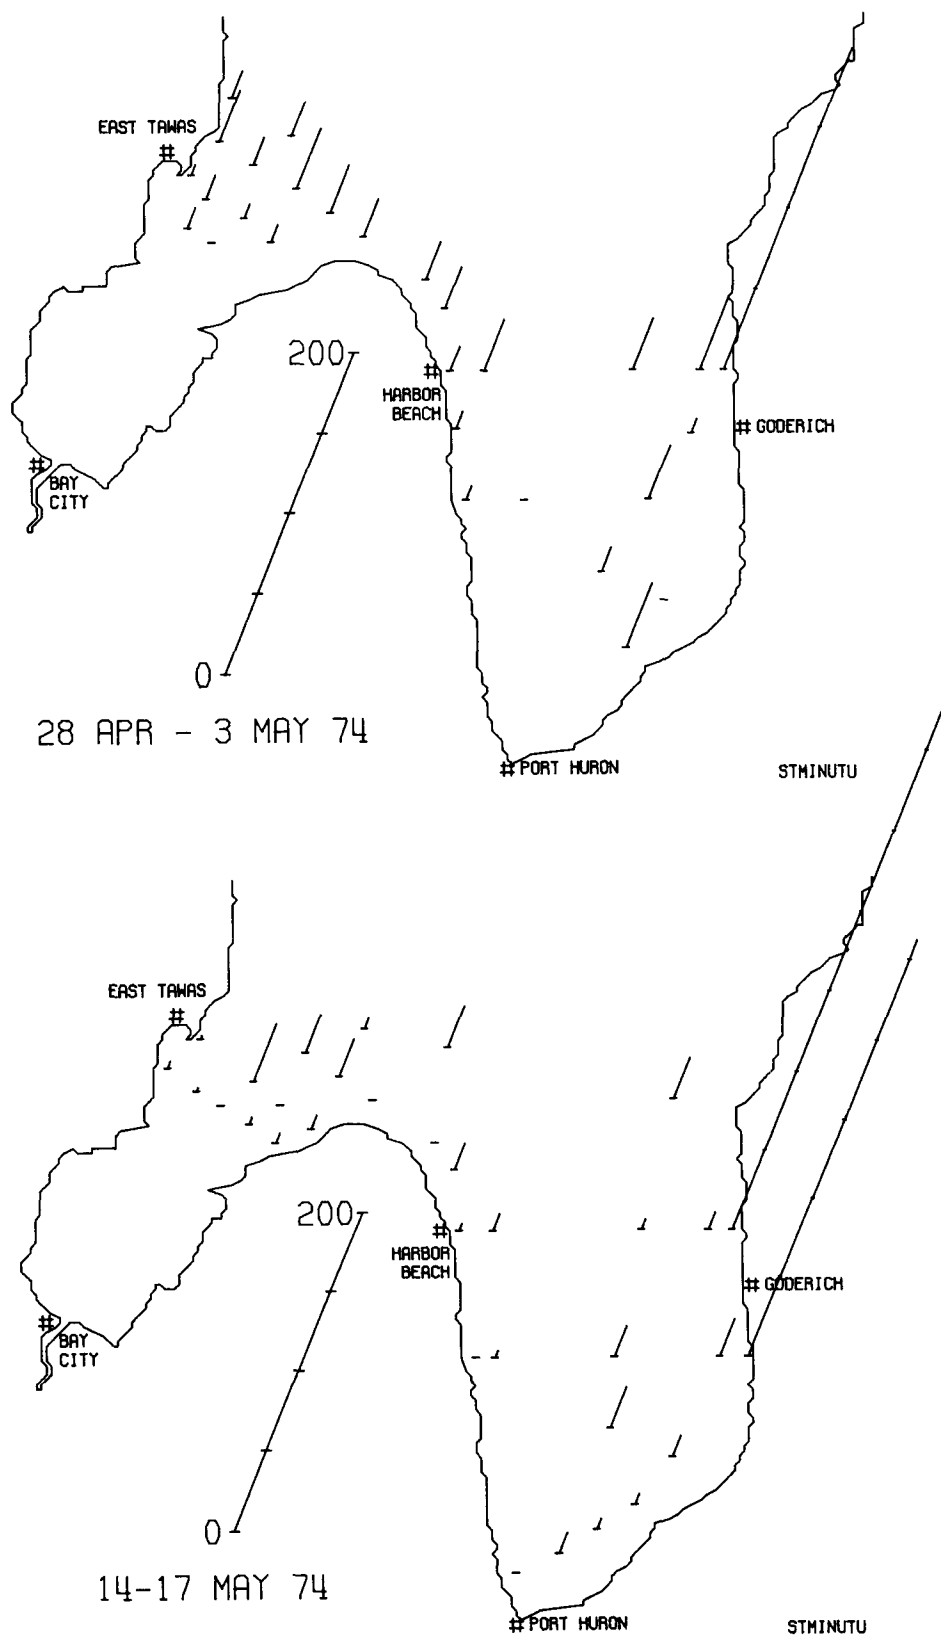 EAST TAWAS
#
200
#
HARBOR
BEACH
# GODERICH
#
BAY
CITY
0
28 APR - 3 MAY 74
# PORT HURON
STMINUTU
EAST TAWAS
#
200
#
HARBOR
BEACH
# GODERICH
#
BAY
CITY
0
14-17 MAY 74
# PORT HURON
STMINUTU